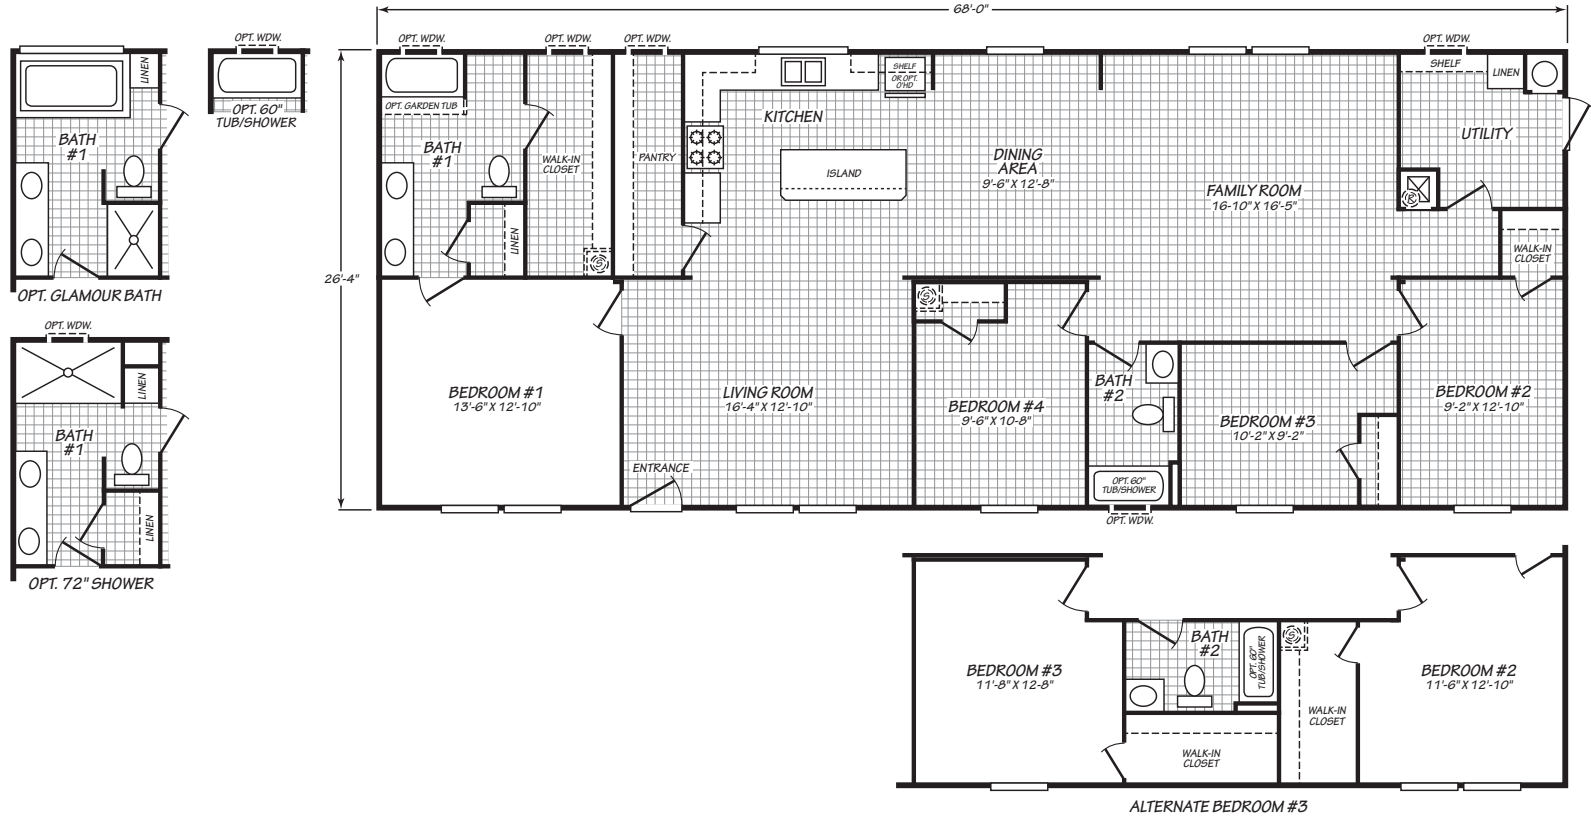 68'-0"
OPT. WDW.
OPT. WDW.
OPT. WDW.
OPT. WDW.
OPT. WDW.
LINEN
OPT. 60"
TUB/SHOWER
BATH
#1
OPT. GLAMOUR BATH
26'-4"
OPT. GARDEN TUB
BATH
#1
LINEN
WALK-IN
CLOSET
S
PANTRY
KITCHEN
SHELF
OR OPT.
O'HD
ISLAND
DINING
AREA
9'-6" X 12'-8"
FAMILY ROOM
16-10" X 16'-5"
SHELF
LINEN
UTILITY
R
WALK-IN
CLOSET
OPT. WDW.
LINEN
BATH
#1
LINEN
OPT. 72" SHOWER
BEDROOM #1
13'-6" X 12'-10"
LIVING ROOM
16'-4" X 12'-10"
ENTRANCE
S
BEDROOM #4
9'-6" X 10-8"
BATH
#2
OPT. 60"
TUB/SHOWER
OPT. WDW.
BEDROOM #3
10'-2" X 9'-2"
BEDROOM #2
9'-2" X 12'-10"
BEDROOM #3
11'-8" X 12'-8"
BATH
#2
OPT. 60"
TUB/SHOWER
S
WALK-IN
CLOSET
WALK-IN
CLOSET
BEDROOM #2
11'-6" X 12'-10"
ALTERNATE BEDROOM #3